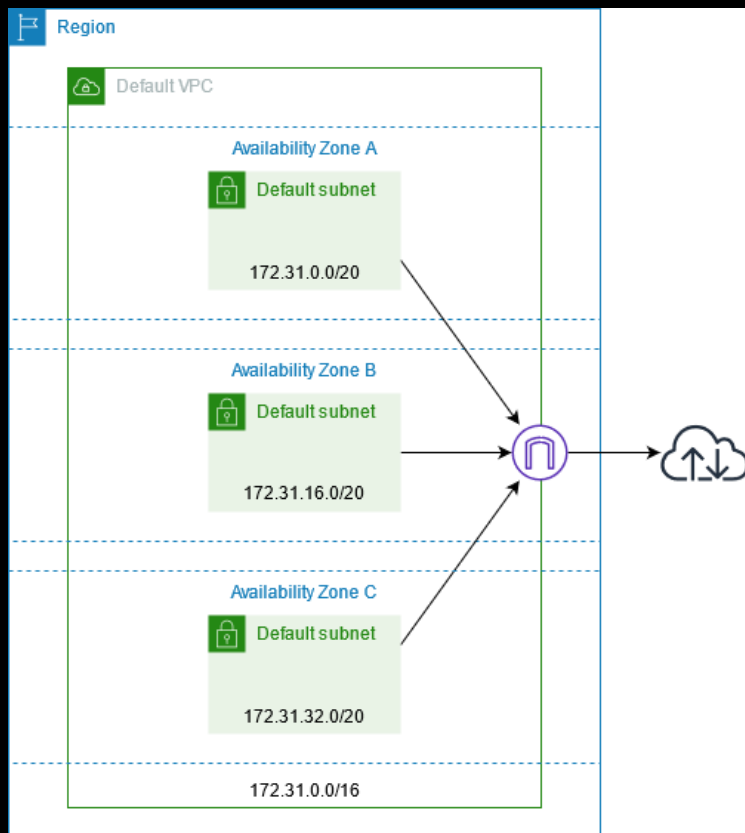 Region
Default VPC
Availability Zone A
Default subnet
172.31.0.0/20
Availability Zone B
Default subnet
172.31.16.0/20
Availability Zone C
Default subnet
172.31.32.0/20
172.31.0.0/16